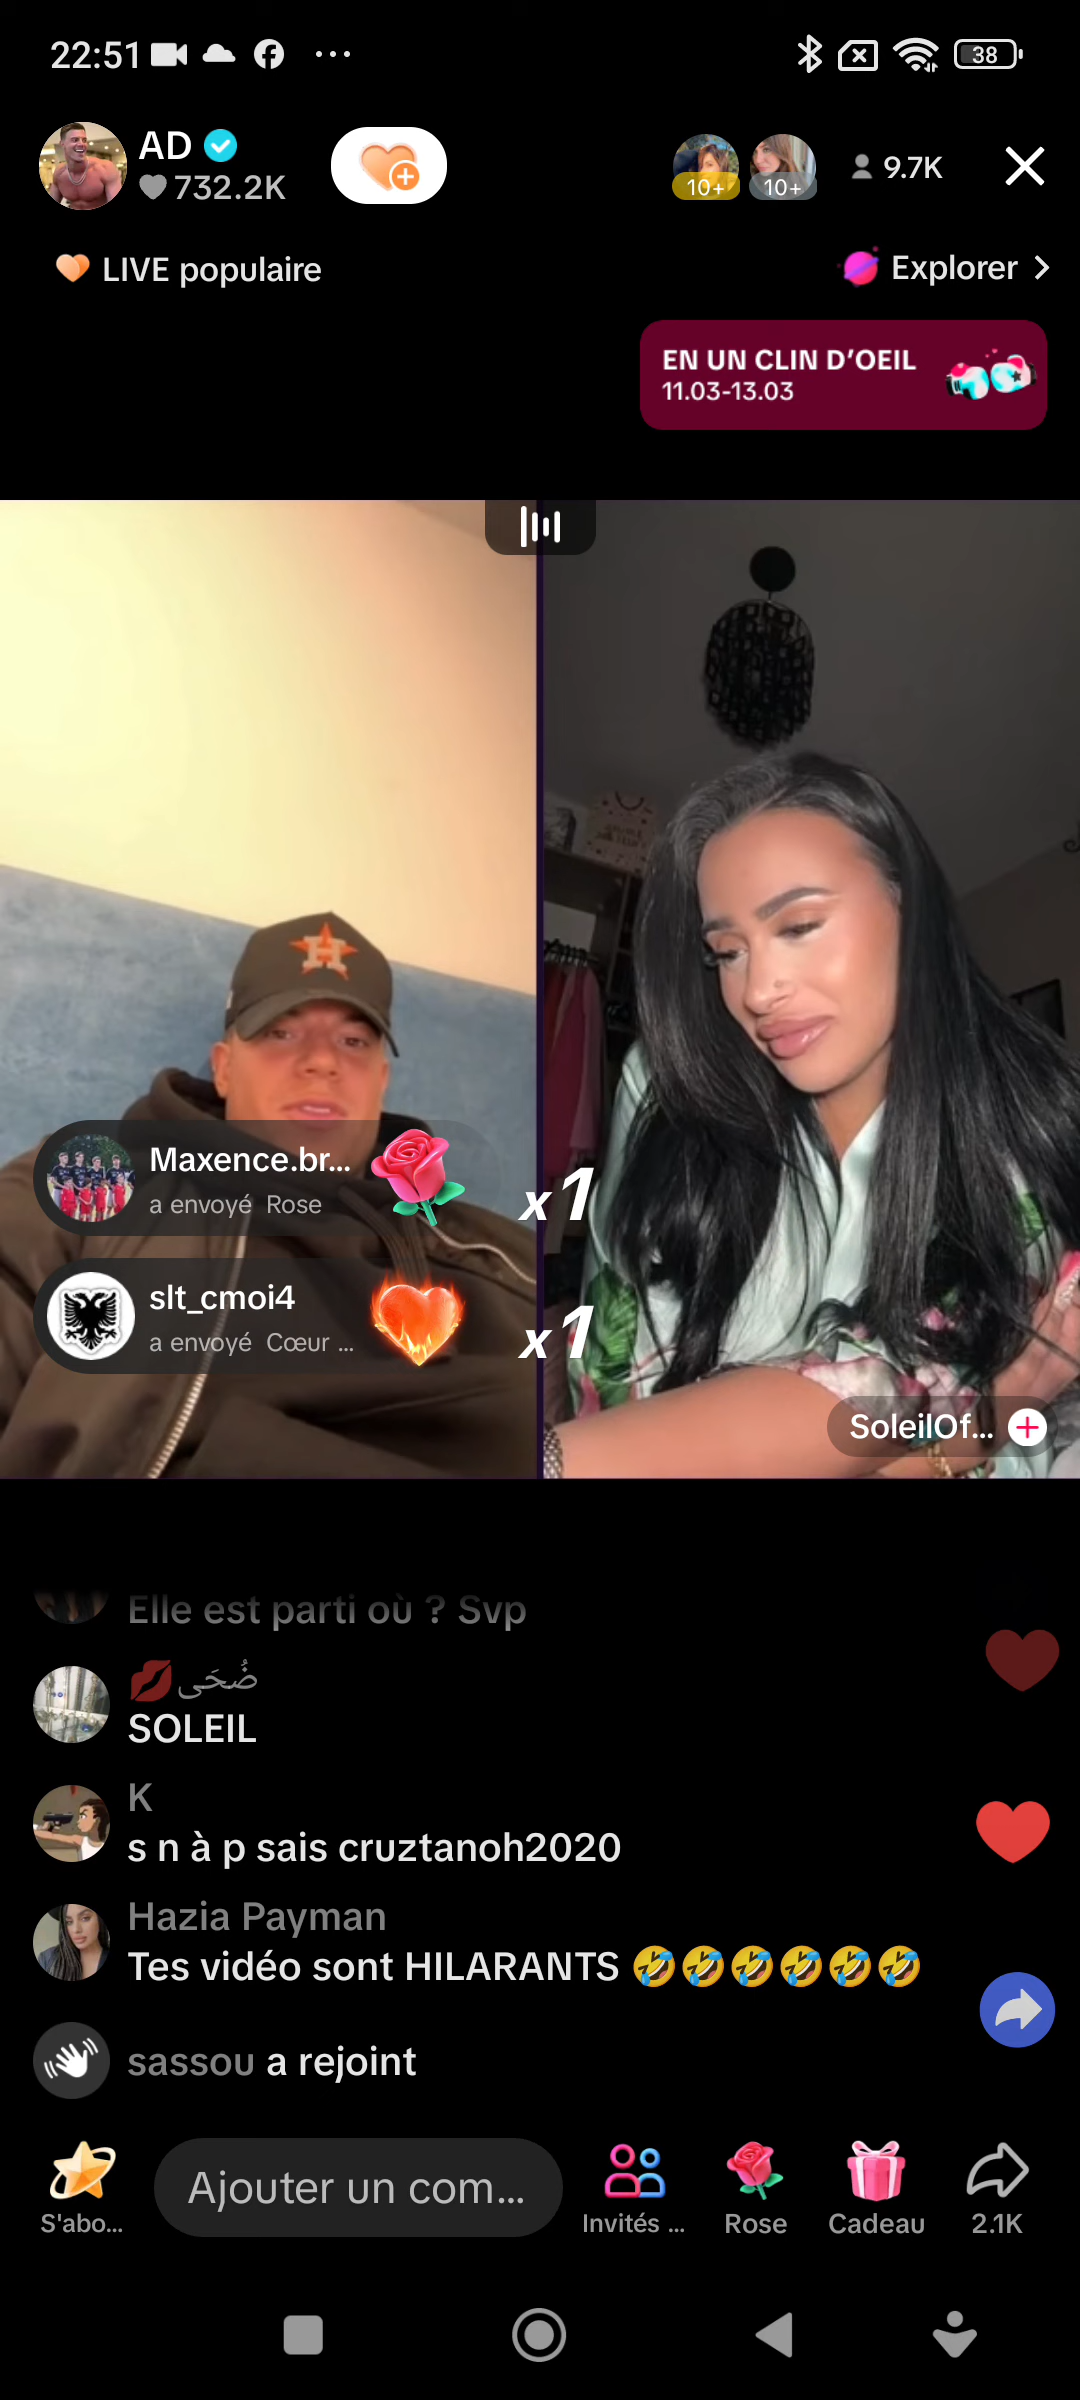 22:51
38
AD
732.2K
10+
10+
9.7K
LIVE populaire
Explorer
EN UN CLIN D'OEIL
11.03-13.03
H
Maxence.br...
a envoyé Rose
x1
slt_cmoi4
a envoyé Cœur ...
x1
SoleilOf...
Elle est parti où ? Svp
💋ضُحَى
SOLEIL
K
s n à p sais cruztanoh2020
Hazia Payman
Tes vidéo sont HILARANTS 🤣🤣🤣🤣🤣🤣
sassou a rejoint
S'abo...
Ajouter un com...
Invités ...
Rose
Cadeau
2.1K